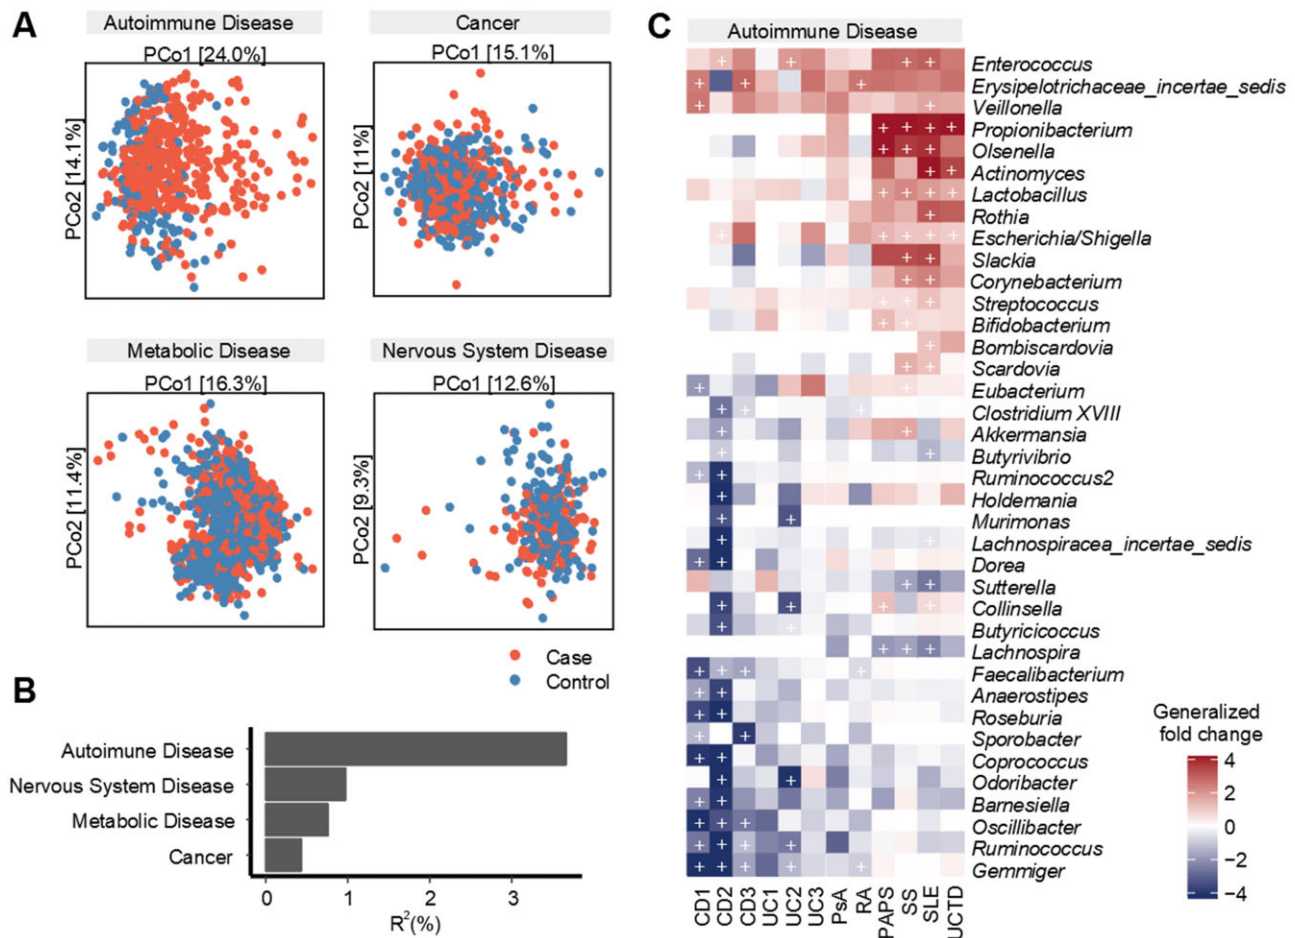 A
Autoimmune Disease
PCo1 [24.0%]
PCo2 [14.1%]
Cancer
PCo1 [15.1%]
PCo2 [11%]
Metabolic Disease
PCo1 [16.3%]
PCo2 [11.4%]
Nervous System Disease
PCo1 [12.6%]
PCo2 [9.3%]
Case
Control
B
Autoimune Disease
Nervous System Disease
Metabolic Disease
Cancer
0 1 2 3
R²(%)
C
Autoimmune Disease
Enterococcus
Erysipelotrichaceae_incertae_sedis
Veillonella
Propionibacterium
Olsenella
Actinomyces
Lactobacillus
Rothia
Escherichia/Shigella
Slackia
Corynebacterium
Streptococcus
Bifidobacterium
Bombiscardovia
Scardovia
Eubacterium
Clostridium XVIII
Akkermansia
Butyrivibrio
Ruminococcus2
Holdemania
Murimonas
Lachnospiracea_incertae_sedis
Dorea
Sutterella
Collinsella
Butyricicoccus
Lachnospira
Faecalibacterium
Anaerostipes
Roseburia
Sporobacter
Coprococcus
Odoribacter
Barnesiella
Oscillibacter
Ruminococcus
Gemmiger
CD1
CD2
CD3
UC1
UC2
UC3
PsA
RA
PAPS
SS
SLE
UCTD
Generalized
fold change
4
2
0
−2
−4